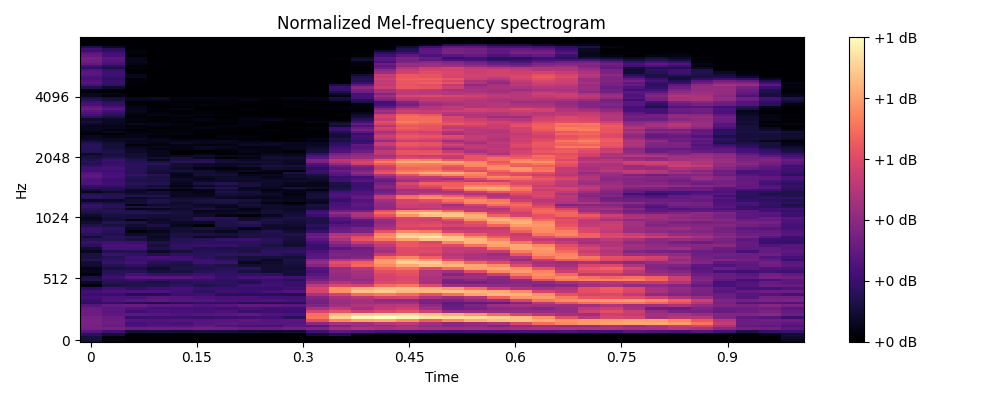 Normalized Mel-frequency spectrogram
Hz
4096
2048
1024
512
0
0 0.15 0.3 0.45 0.6 0.75 0.9
Time
+1 dB
+1 dB
+1 dB
+0 dB
+0 dB
+0 dB